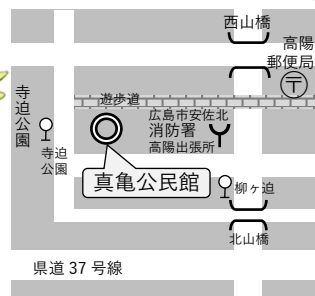 西山橋
高陽
郵便局
遊歩道
寺迫公園
広島市安佐北
消防署
高陽出張所
寺迫
公園
真亀公民館
柳ヶ迫
北山橋
県道 37 号線